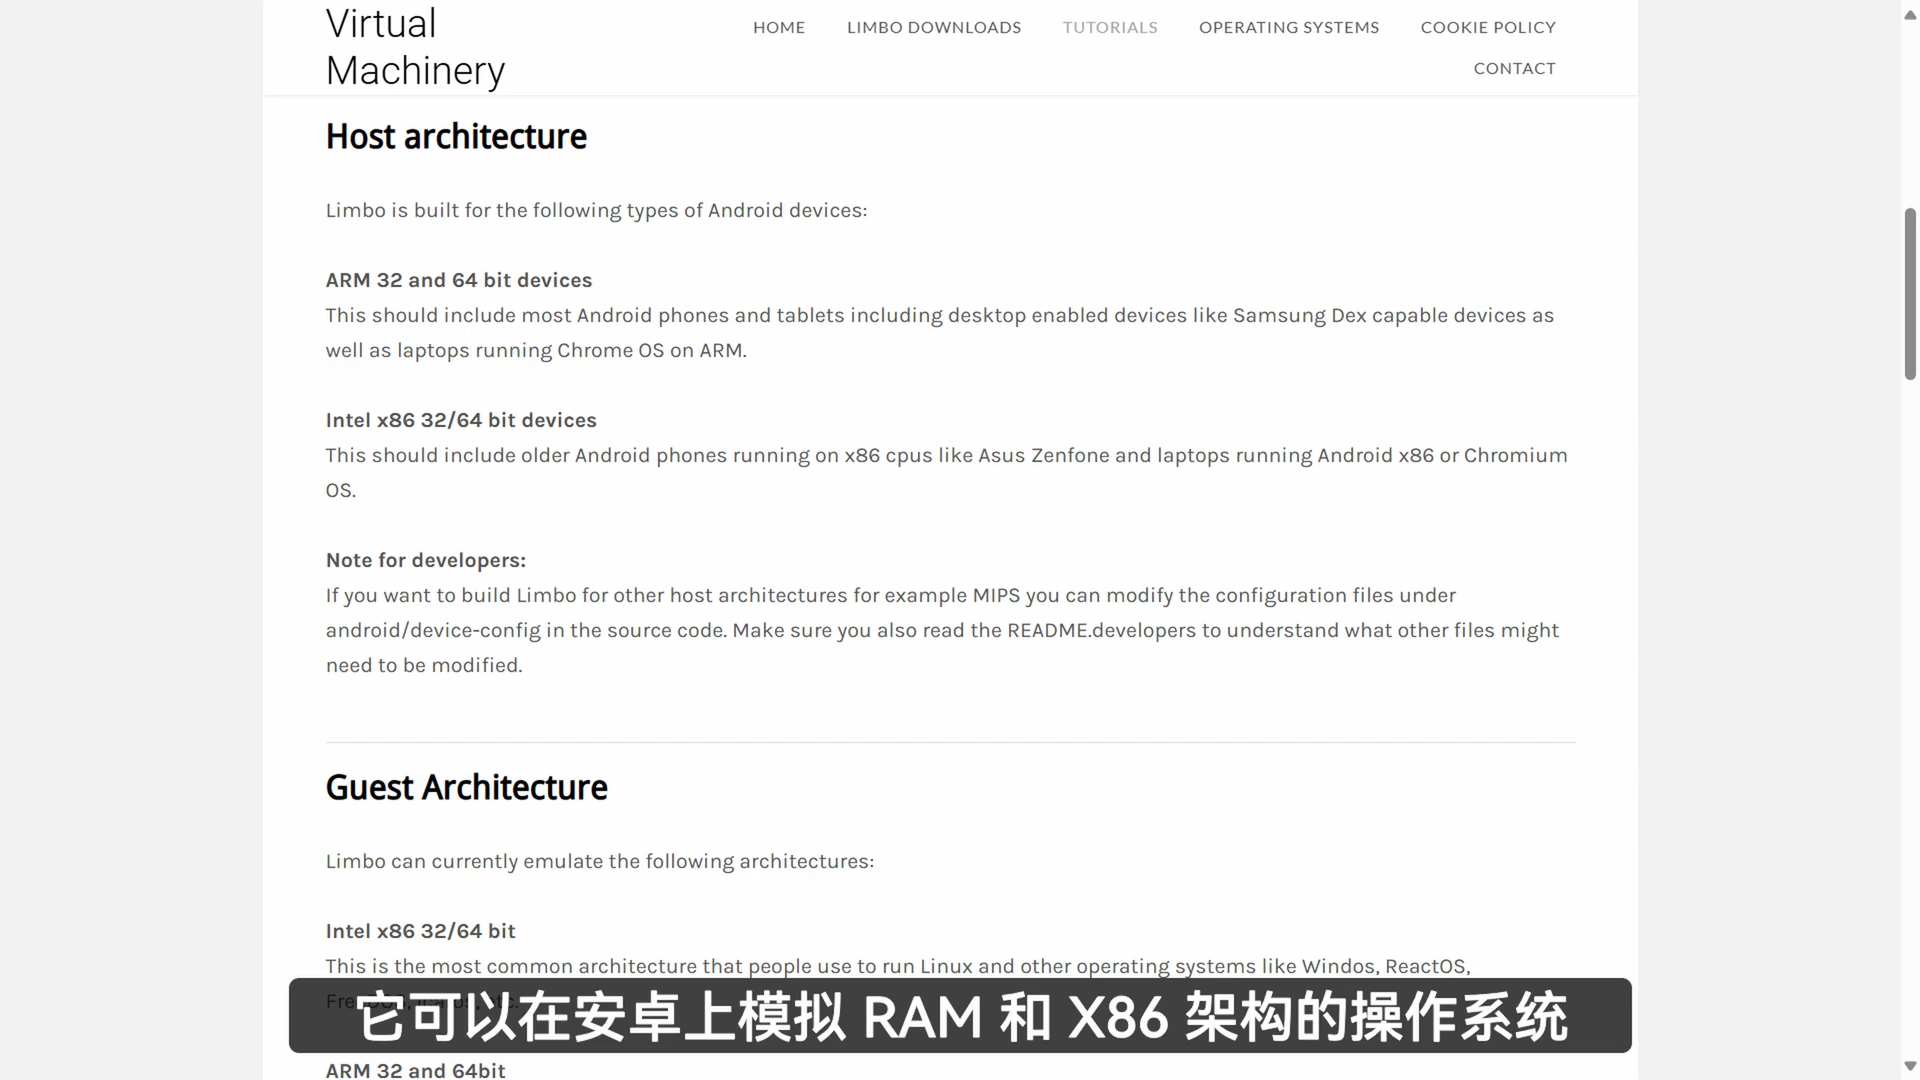 Virtual
Machinery
HOME LIMBO DOWNLOADS TUTORIALS OPERATING SYSTEMS COOKIE POLICY
CONTACT
Host architecture
Limbo is built for the following types of Android devices:
ARM 32 and 64 bit devices
This should include most Android phones and tablets including desktop enabled devices like Samsung Dex capable devices as
well as laptops running Chrome OS on ARM.
Intel x86 32/64 bit devices
This should include older Android phones running on x86 cpus like Asus Zenfone and laptops running Android x86 or Chromium
OS.
Note for developers:
If you want to build Limbo for other host architectures for example MIPS you can modify the configuration files under
android/device-config in the source code. Make sure you also read the README.developers to understand what other files might
need to be modified.
Guest Architecture
Limbo can currently emulate the following architectures:
Intel x86 32/64 bit
This is the most common architecture that people use to run Linux and other operating systems like Windos, ReactOS,
它可以在安卓上模拟 RAM 和 X86 架构的操作系统
ARM 32 and 64bit